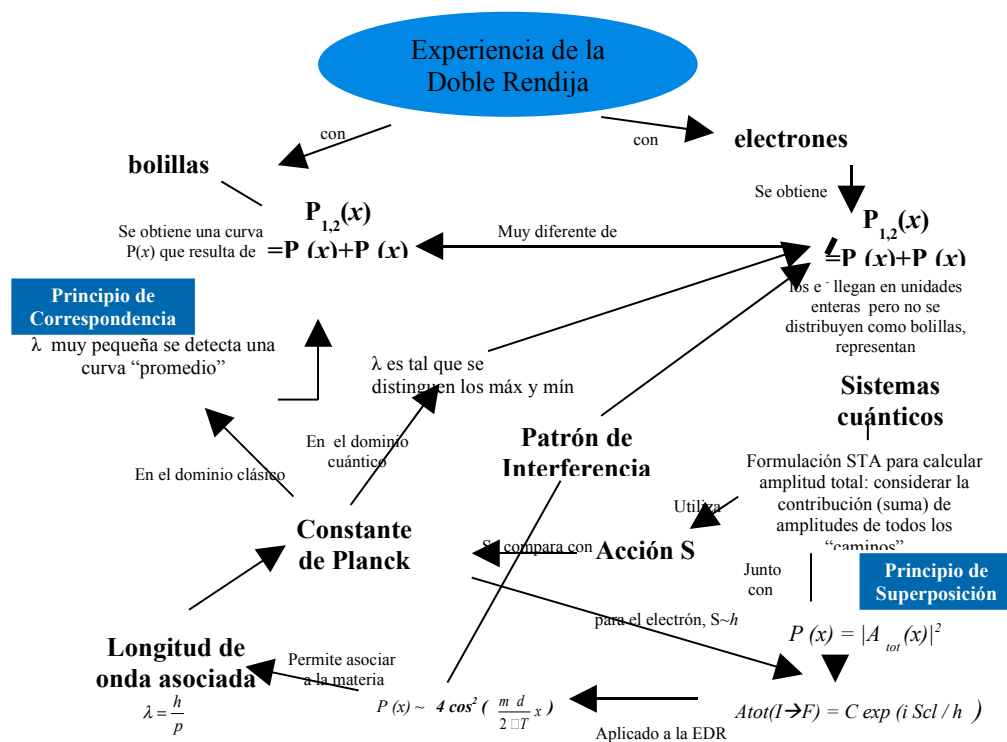 Experiencia de la
Doble Rendija
con
con
bolillas
electrones
Se obtiene una curva
P(x) que resulta de
P1,2(x)
=P (x)+P (x)
Muy diferente de
Se obtiene
P1,2(x)
=P (x)+P (x)
los e - llegan en unidades
enteras pero no se
distribuyen como bolillas,
representan
Principio de
Correspondencia
λ muy pequeña se detecta una
curva “promedio”
λ es tal que se
distinguen los máx y mín
Sistemas
cuánticos
En el dominio clásico
En el dominio
cuántico
Patrón de
Interferencia
Formulación STA para calcular
amplitud total: considerar la
contribución (suma) de
amplitudes de todos los
“caminos”
Utiliza
Constante
de Planck
Se compara con
Acción S
Junto
con
Principio de
Superposición
para el electrón, S~h
P (x) = |A tot (x)|²
Longitud de
onda asociada
λ = h/p
Permite asociar
a la materia
P (x) ~ 4 cos² ( m d / 2 □T x )
Atot(I→F) = C exp (i Scl / h )
Aplicado a la EDR